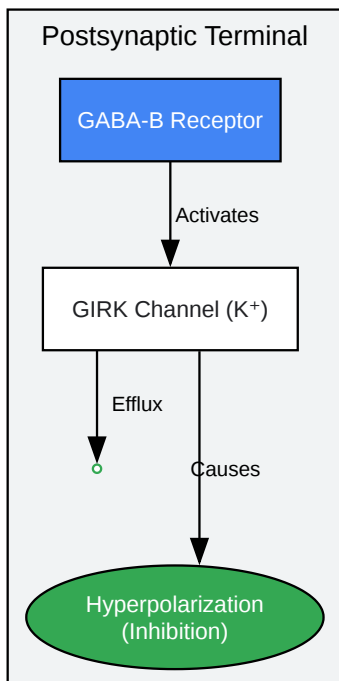 Postsynaptic Terminal
GABA-B Receptor
Activates
GIRK Channel (K⁺)
Efflux
Causes
Hyperpolarization
(Inhibition)